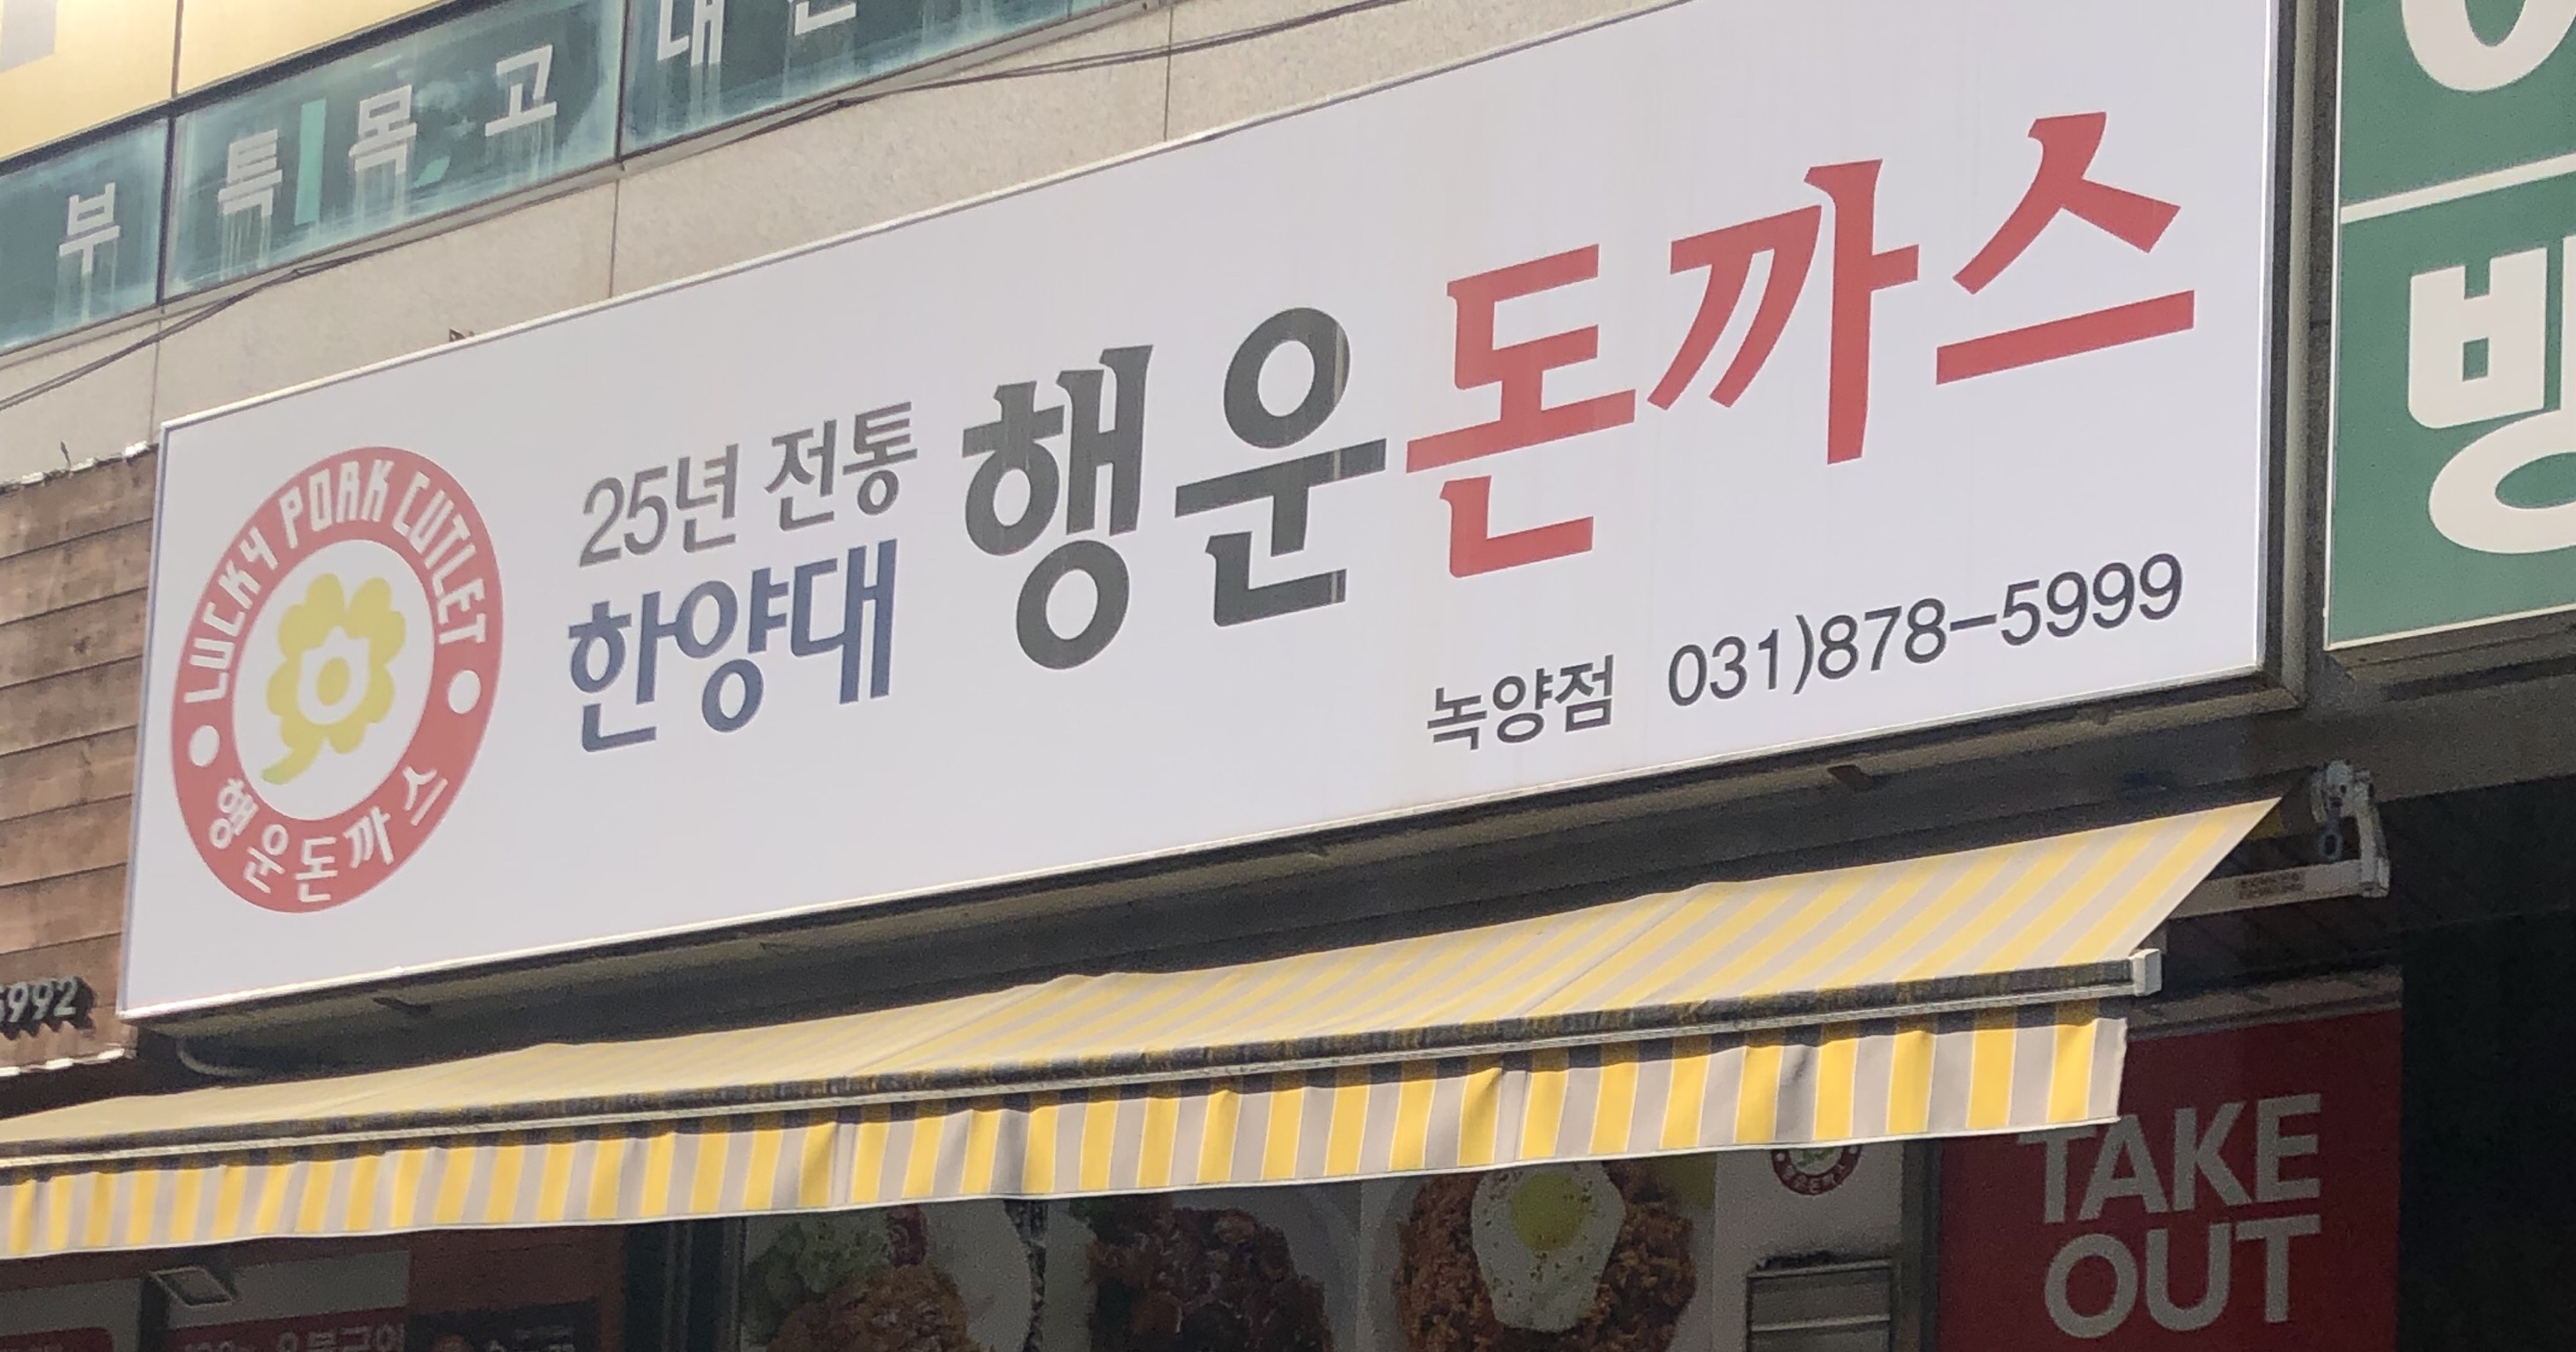 부 특목고
LUCKY PORK CUTLET
행운돈까스
25년 전통
한양대
행운돈까스
녹양점 031)878-5999
TAKE
OUT